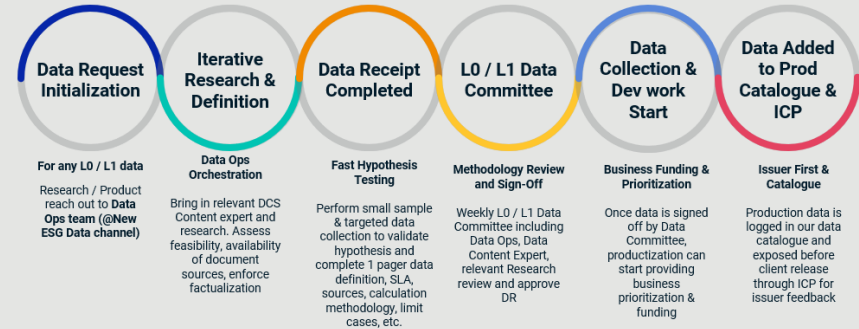 Data Request
Initialization
For any L0 / L1 data
Research / Product
reach out to Data
Ops team (@New
ESG Data channel)
Iterative
Research &
Definition
Data Ops
Orchestration
Bring in relevant DCS
Content expert and
research. Assess
feasibility, availability
of document
sources, enforce
factualization
Data Receipt
Completed
Fast Hypothesis
Testing
Perform small sample
& targeted data
collection to validate
hypothesis and
complete 1 pager data
definition, SLA,
sources, calculation
methodology, limit
cases, etc.
L0 / L1 Data
Committee
Methodology Review
and Sign-Off
Weekly L0 / L1 Data
Committee including
Data Ops, Data
Content Expert,
relevant Research
review and approve
DR
Data
Collection &
Dev work
Start
Business Funding &
Prioritization
Once data is signed
off by Data
Committee,
productization can
start providing
business
prioritization &
funding
Data Added
to Prod
Catalogue &
ICP
Issuer First &
Catalogue
Production data is
logged in our data
catalogue and
exposed before
client release
through ICP for
issuer feedback